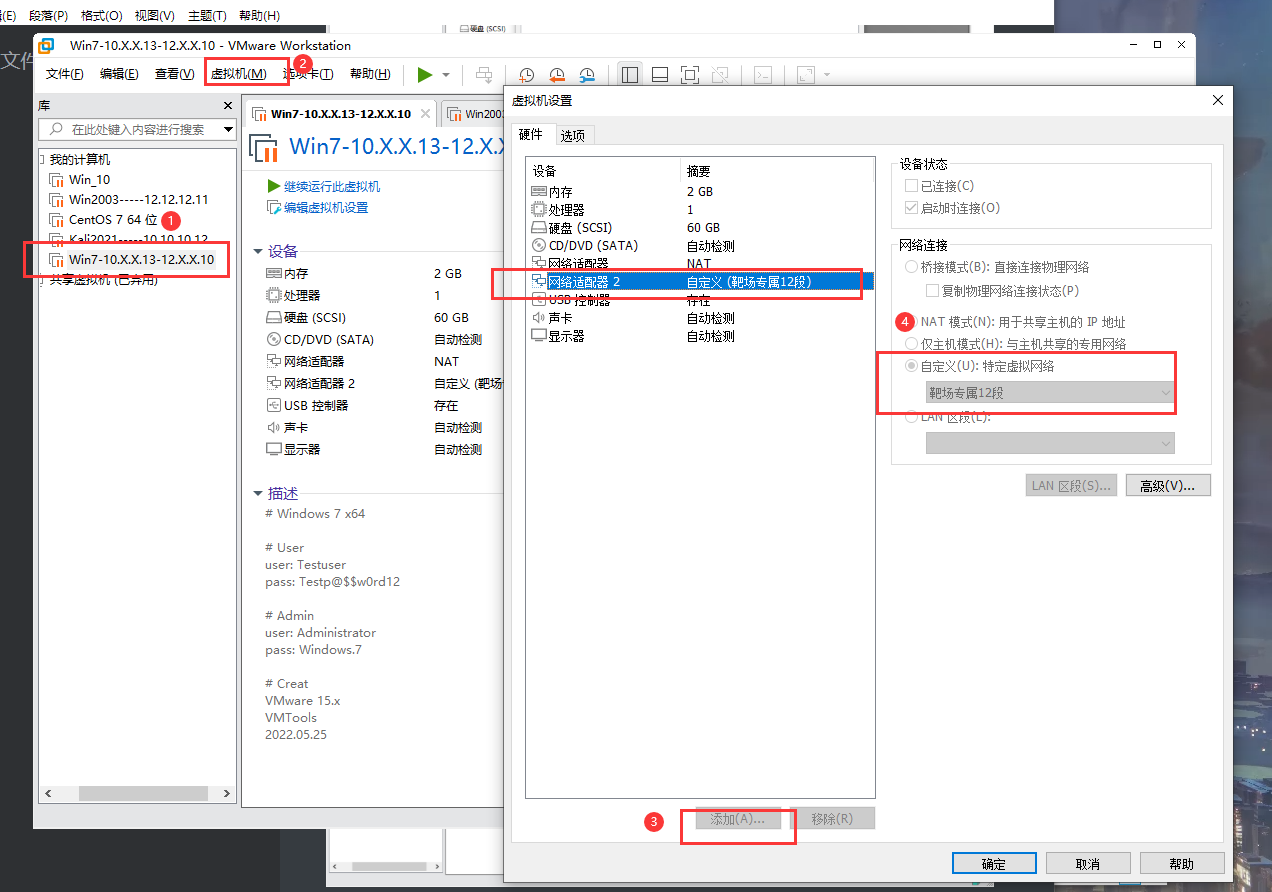 (E) 段落(P) 格式(O) 视图(V) 主题(T) 帮助(H)
硬盘 (SCSI)
文件
Win7-10.X.X.13-12.X.X.10 - VMware Workstation
文件(F) 编辑(E) 查看(V) 虚拟机(M) 2 选项卡(T) 帮助(H)
库
在此处键入内容进行搜索
我的计算机
Win_10
Win2003-----12.12.12.11
CentOS 7 64 位 1
Kali2021-----10.10.10.12
Win7-10.X.X.13-12.X.X.10
共享虚拟机 (已弃用)
Win7-10.X.X.13-12.X.X.10
Win2003
Win7-10.X.X.13-12.X.X
继续运行此虚拟机
编辑虚拟机设置
设备
内存 2 GB
处理器 1
硬盘 (SCSI) 60 GB
CD/DVD (SATA) 自动检测
网络适配器 NAT
网络适配器 2 自定义 (靶场
USB 控制器 存在
声卡 自动检测
显示器 自动检测
描述
# Windows 7 x64
# User
user: Testuser
pass: Testp@$$w0rd12
# Admin
user: Administrator
pass: Windows.7
# Creat
VMware 15.x
VMTools
2022.05.25
虚拟机设置
硬件 选项
设备 摘要
内存 2 GB
处理器 1
硬盘 (SCSI) 60 GB
CD/DVD (SATA) 自动检测
网络适配器 NAT
网络适配器 2 自定义 (靶场专属12段)
USB 控制器 存在
声卡 自动检测
显示器 自动检测
3 添加(A)... 移除(R)
设备状态
已连接(C)
启动时连接(O)
网络连接
桥接模式(B): 直接连接物理网络
复制物理网络连接状态(P)
4 NAT 模式(N): 用于共享主机的 IP 地址
仅主机模式(H): 与主机共享的专用网络
自定义(U): 特定虚拟网络
靶场专属12段
LAN 区段(L):
LAN 区段(S)... 高级(V)...
确定 取消 帮助